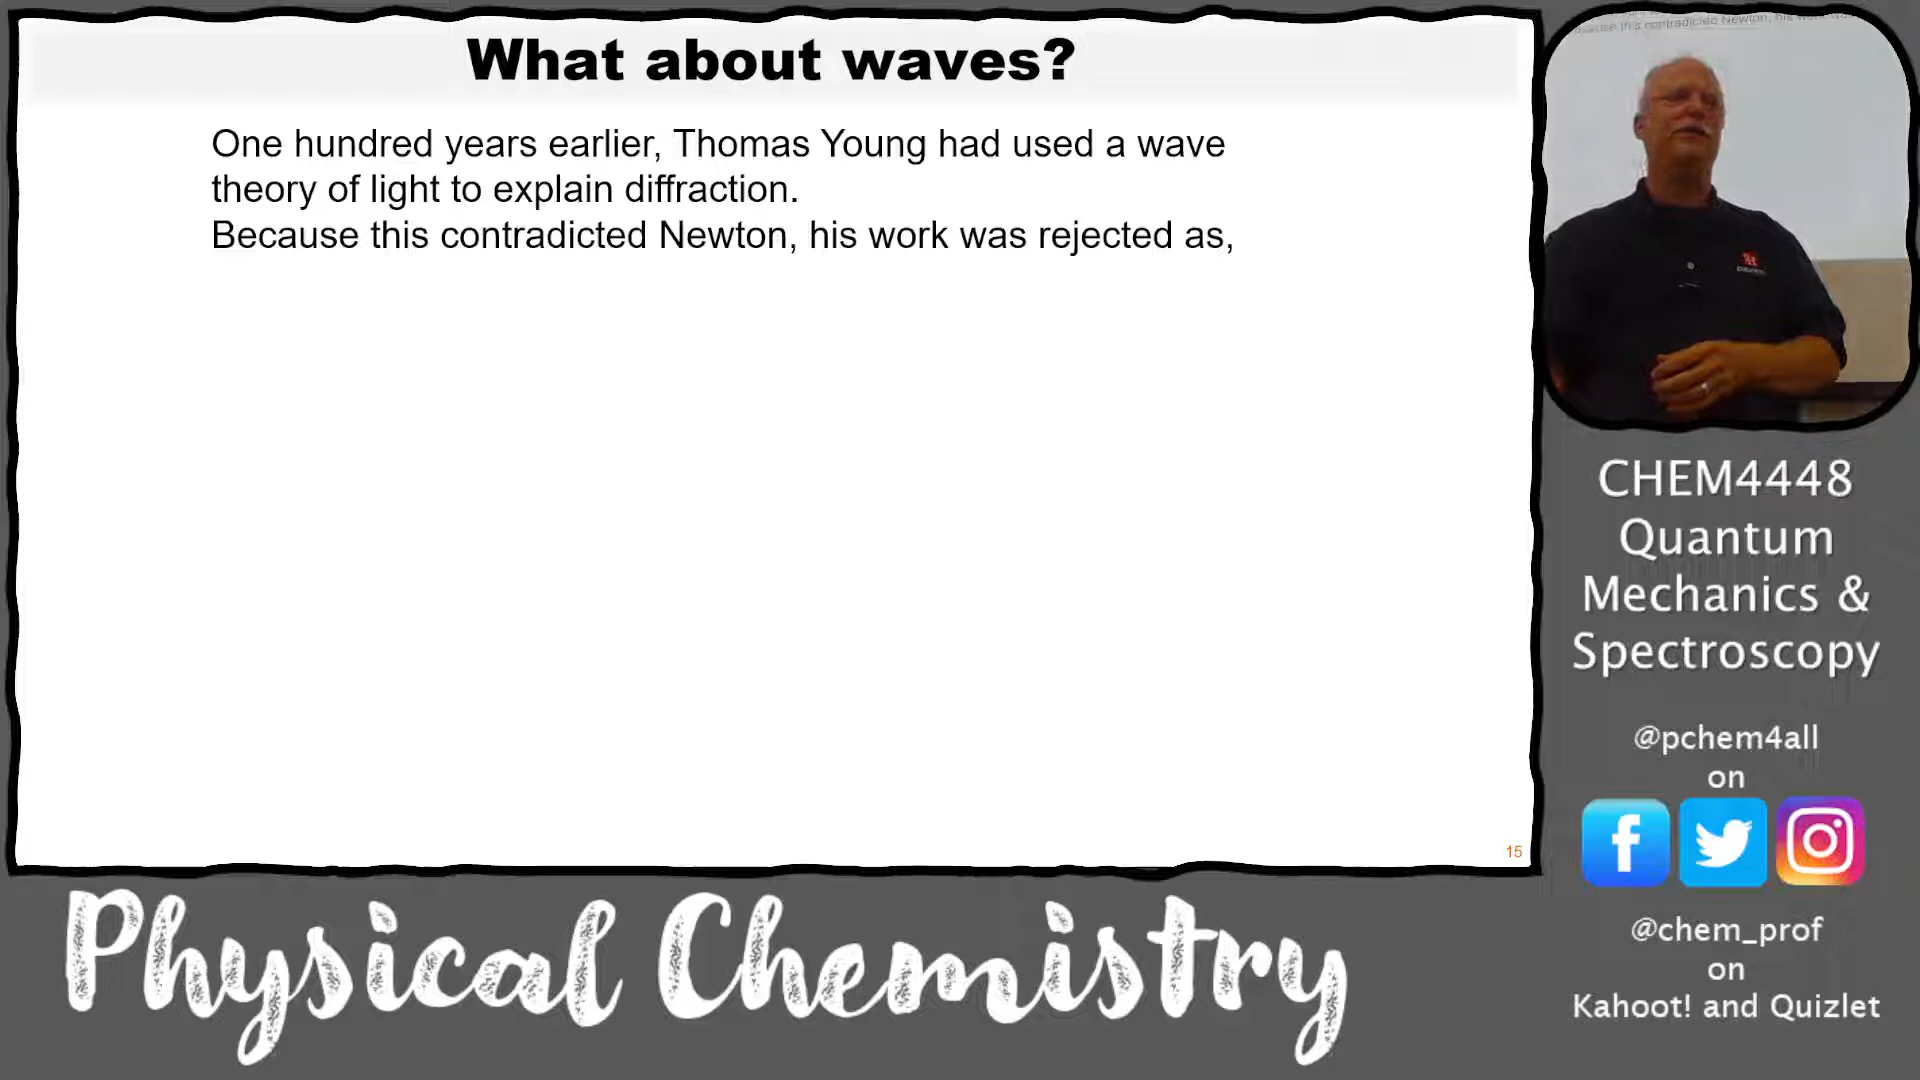 What about waves?
One hundred years earlier, Thomas Young had used a wave
theory of light to explain diffraction.
Because this contradicted Newton, his work was rejected as,
15
CHEM4448
Quantum
Mechanics &
Spectroscopy
@pchem4all
on
@chem_prof
on
Kahoot! and Quizlet
Physical Chemistry